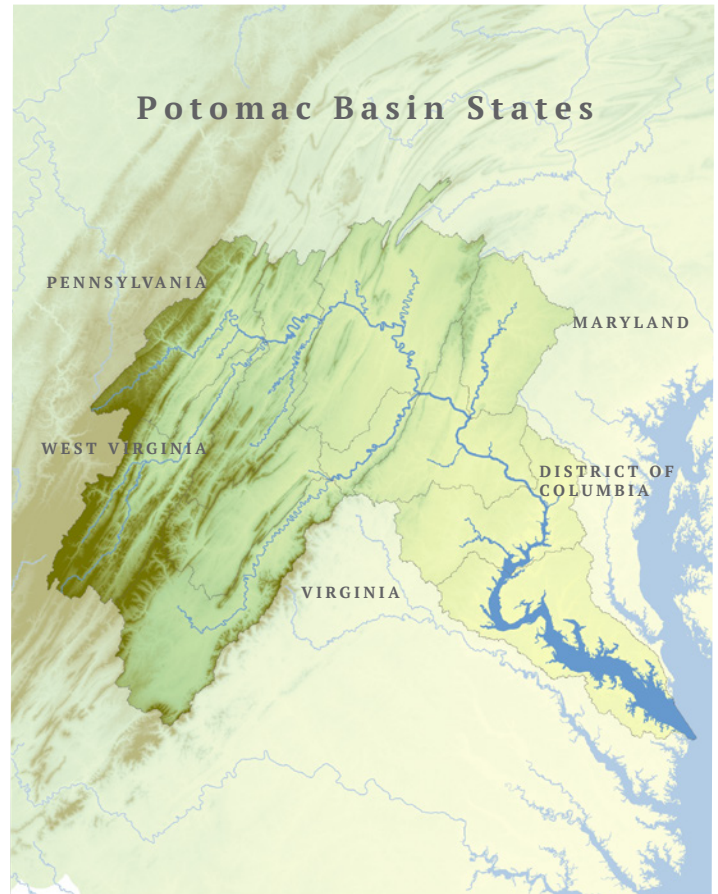 Potomac Basin States
PENNSYLVANIA
MARYLAND
WEST VIRGINIA
DISTRICT OF
COLUMBIA
VIRGINIA